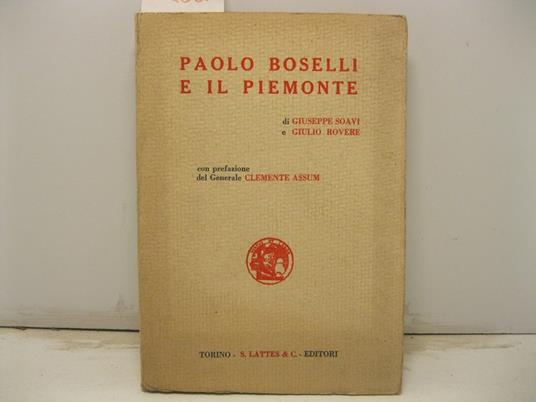 PAOLO BOSELLI
E IL PIEMONTE
di GIUSEPPE SOAVI
e GIULIO ROVERE
con prefazione
del Generale CLEMENTE ASSUM
TORINO - S. LATTES & C. - EDITORI